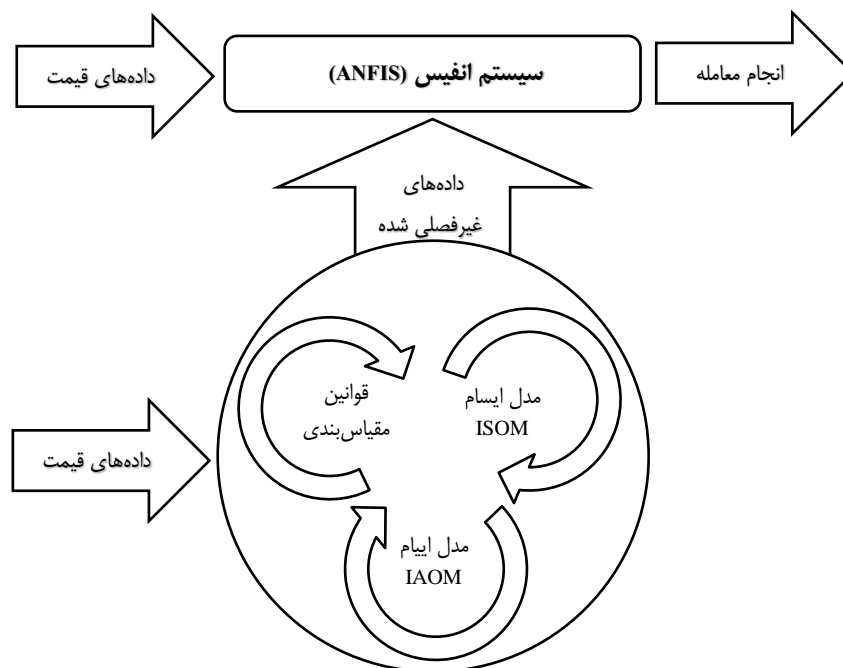 داده‌های قیمت
سیستم انفیس (ANFIS)
انجام معامله
داده‌های
غیرفصلی شده
قوانین
مقیاس‌بندی
مدل ایسام
ISOM
داده‌های قیمت
مدل اییام
IAOM